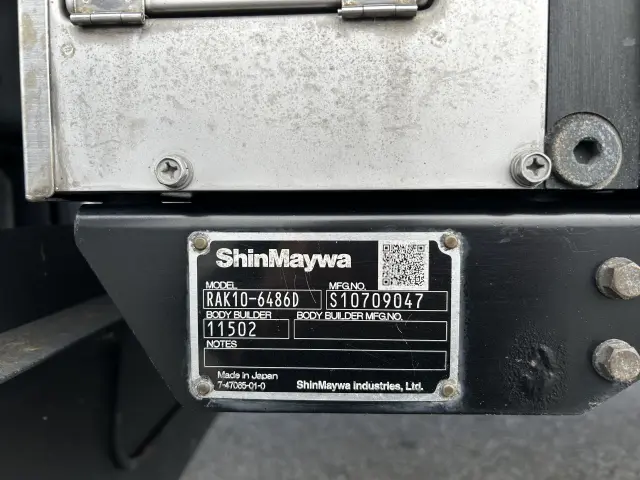 ShinMaywa
MODEL MFG.NO.
RAK10-6486D S10709047
BODY BUILDER BODY BUILDER MFG.NO.
11502
NOTES
Made in Japan
7-47085-01-0 ShinMaywa Industries, Ltd.